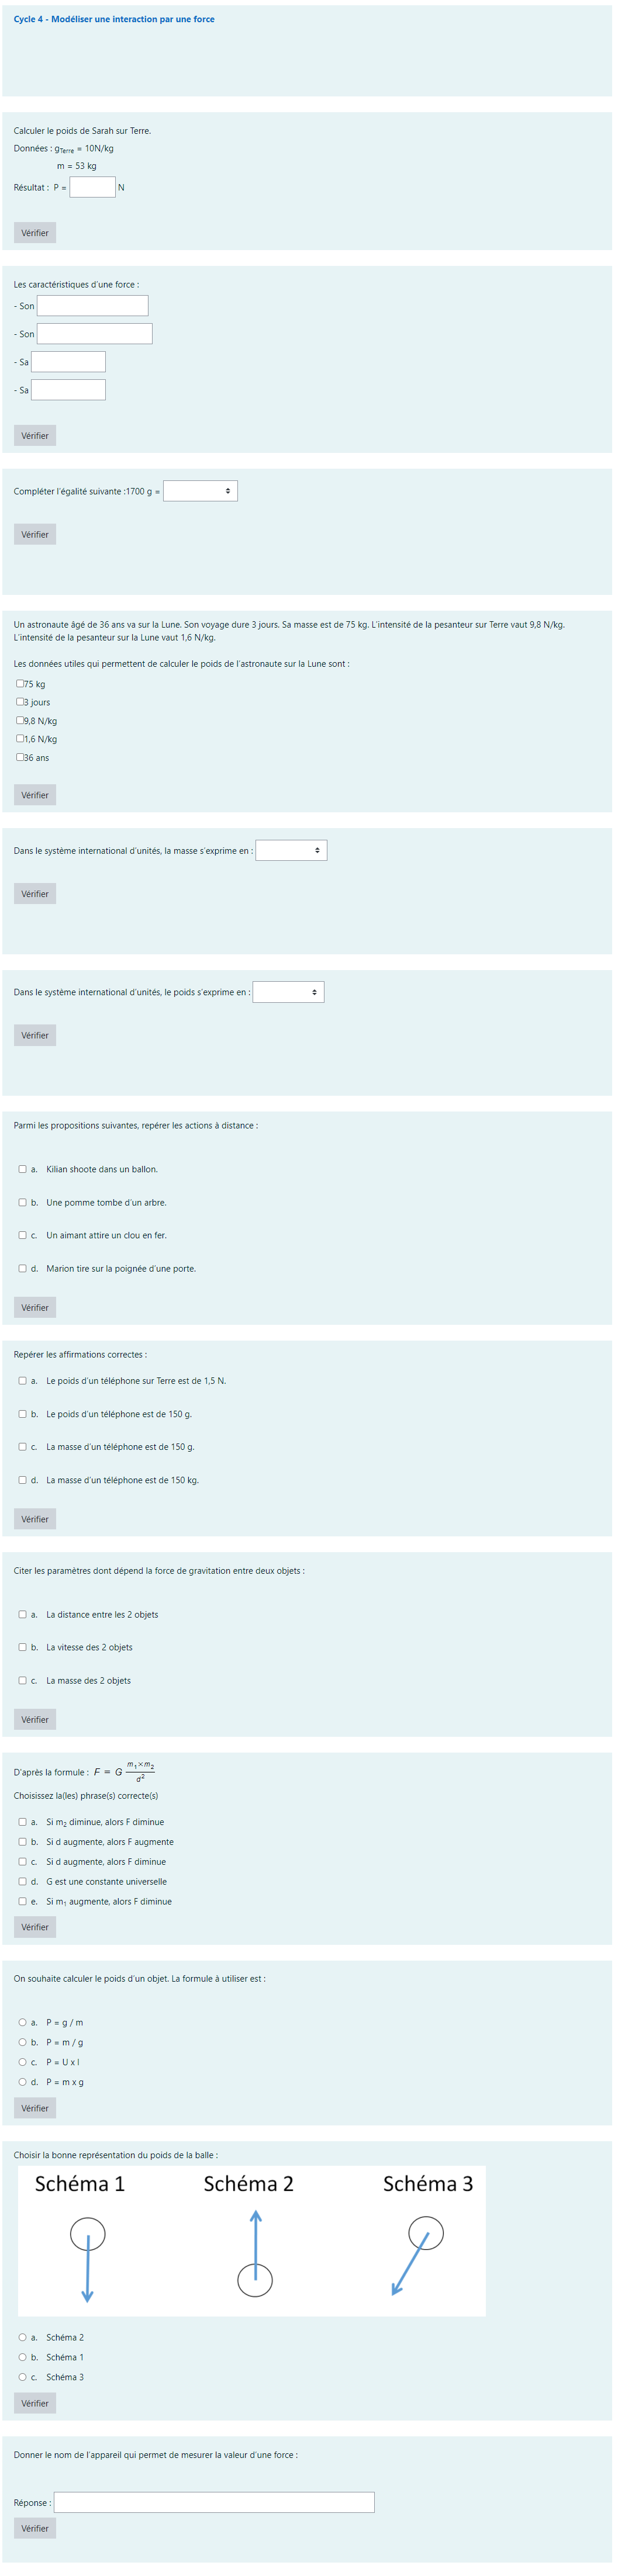 Cycle 4 - Modéliser une interaction par une force
Calculer le poids de Sarah sur Terre.
Données : gTerre = 10N/kg
m = 53 kg
Résultat : P = N
Vérifier
Les caractéristiques d'une force :
- Son
- Son
- Sa
- Sa
Vérifier
Compléter l'égalité suivante :1700 g =
Vérifier
Un astronaute âgé de 36 ans va sur la Lune. Son voyage dure 3 jours. Sa masse est de 75 kg. L'intensité de la pesanteur sur Terre vaut 9,8 N/kg.
L'intensité de la pesanteur sur la Lune vaut 1,6 N/kg.
Les données utiles qui permettent de calculer le poids de l'astronaute sur la Lune sont :
75 kg
3 jours
9,8 N/kg
1,6 N/kg
36 ans
Vérifier
Dans le système international d'unités, la masse s'exprime en :
Vérifier
Dans le système international d'unités, le poids s'exprime en :
Vérifier
Parmi les propositions suivantes, repérer les actions à distance :
a. Kilian shoote dans un ballon.
b. Une pomme tombe d'un arbre.
c. Un aimant attire un clou en fer.
d. Marion tire sur la poignée d'une porte.
Vérifier
Repérer les affirmations correctes :
a. Le poids d'un téléphone sur Terre est de 1,5 N.
b. Le poids d'un téléphone est de 150 g.
c. La masse d'un téléphone est de 150 g.
d. La masse d'un téléphone est de 150 kg.
Vérifier
Citer les paramètres dont dépend la force de gravitation entre deux objets :
a. La distance entre les 2 objets
b. La vitesse des 2 objets
c. La masse des 2 objets
Vérifier
D'après la formule : F = G m₁×m₂ / d²
Choisissez la(les) phrase(s) correcte(s)
a. Si m₂ diminue, alors F diminue
b. Si d augmente, alors F augmente
c. Si d augmente, alors F diminue
d. G est une constante universelle
e. Si m₁ augmente, alors F diminue
Vérifier
On souhaite calculer le poids d'un objet. La formule à utiliser est :
a. P = g / m
b. P = m / g
c. P = U x I
d. P = m x g
Vérifier
Choisir la bonne représentation du poids de la balle :
Schéma 1 Schéma 2 Schéma 3
a. Schéma 2
b. Schéma 1
c. Schéma 3
Vérifier
Donner le nom de l'appareil qui permet de mesurer la valeur d'une force :
Réponse :
Vérifier